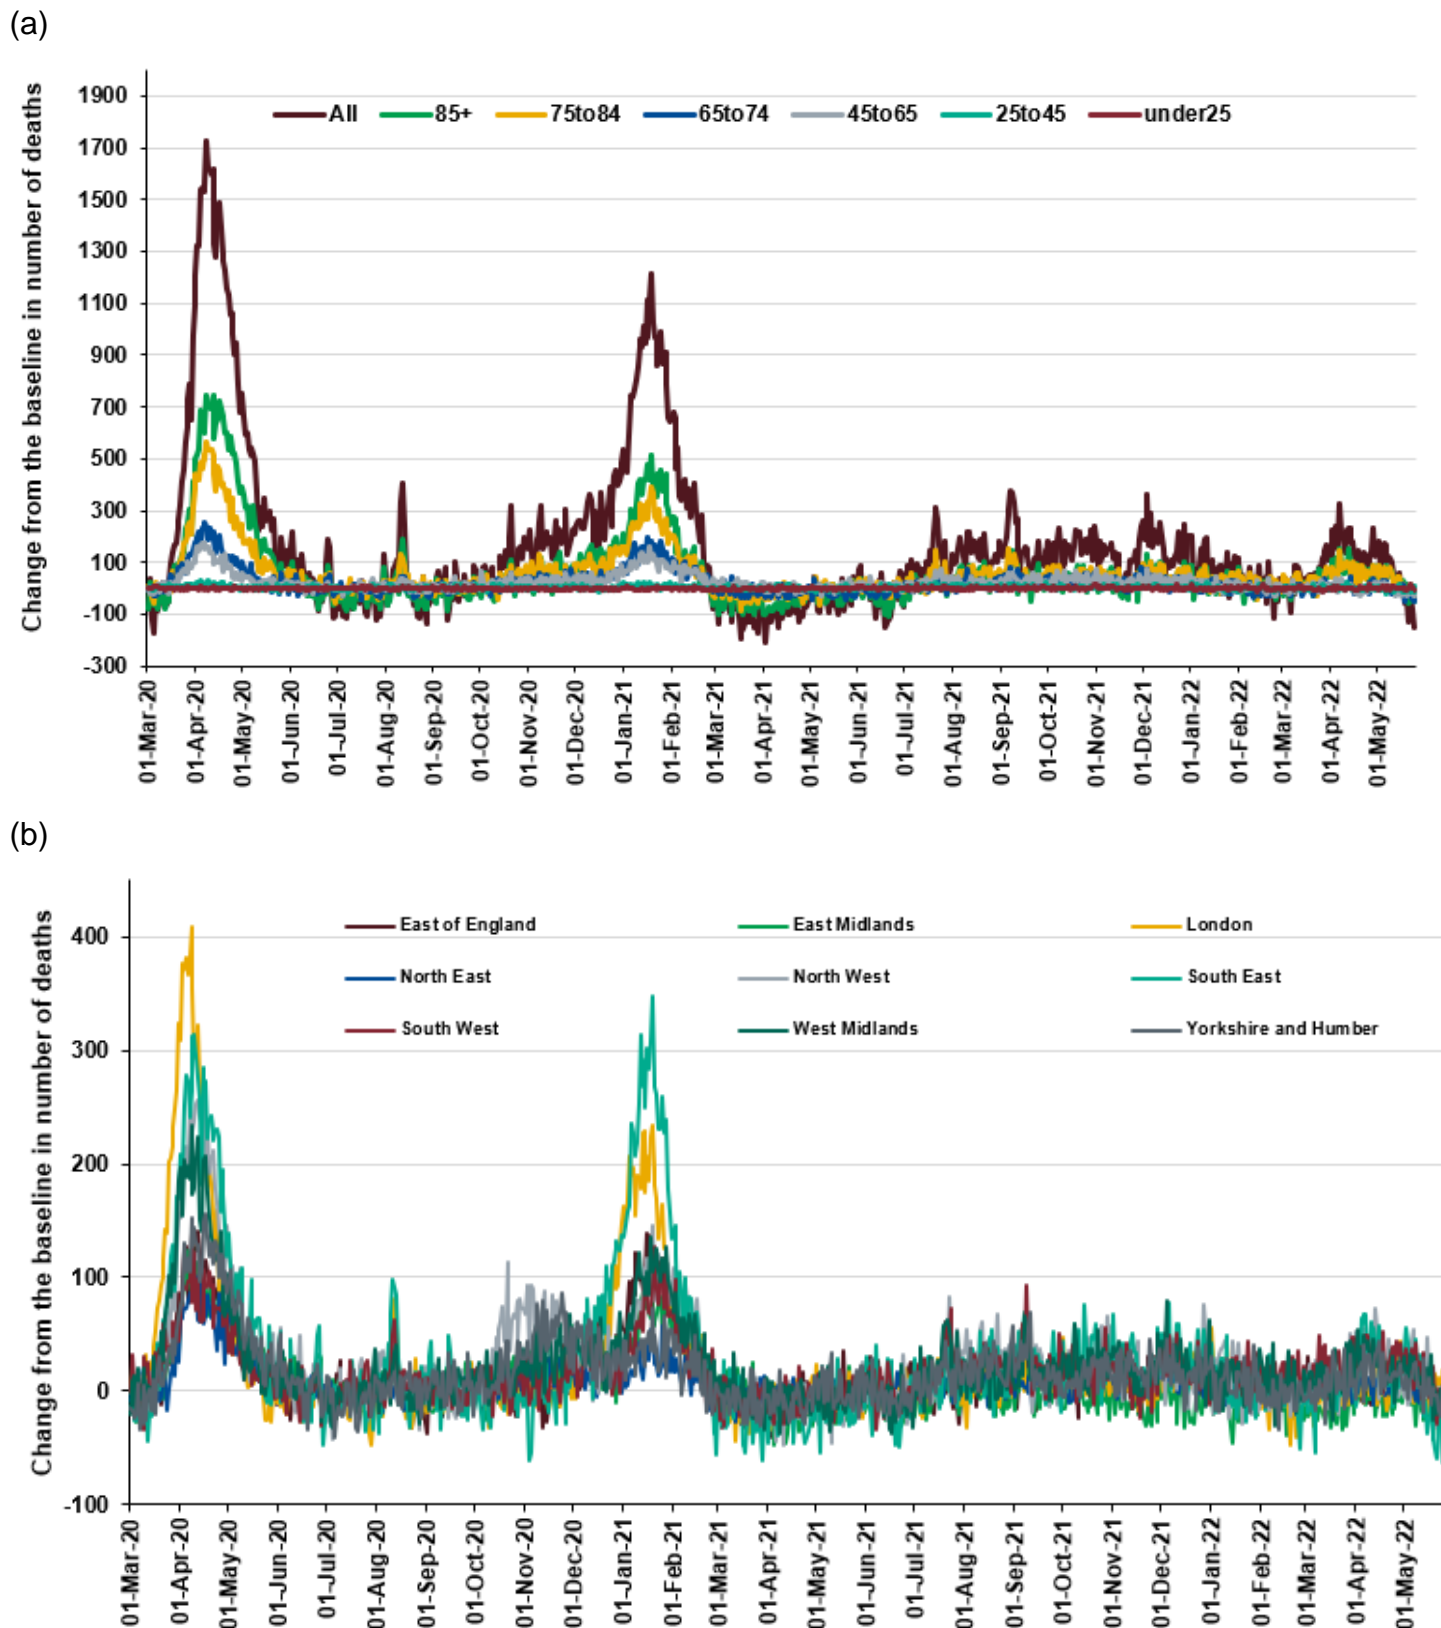 (a)
Change from the baseline in number of deaths
1900
1700
1500
1300
1100
900
700
500
300
100
-100
-300
All 85+ 75to84 65to74 45to65 25to45 under25
01-Mar-20
01-Apr-20
01-May-20
01-Jun-20
01-Jul-20
01-Aug-20
01-Sep-20
01-Oct-20
01-Nov-20
01-Dec-20
01-Jan-21
01-Feb-21
01-Mar-21
01-Apr-21
01-May-21
01-Jun-21
01-Jul-21
01-Aug-21
01-Sep-21
01-Oct-21
01-Nov-21
01-Dec-21
01-Jan-22
01-Feb-22
01-Mar-22
01-Apr-22
01-May-22
(b)
Change from the baseline in number of deaths
400
300
200
100
0
-100
East of England East Midlands London
North East North West South East
South West West Midlands Yorkshire and Humber
01-Mar-20
01-Apr-20
01-May-20
01-Jun-20
01-Jul-20
01-Aug-20
01-Sep-20
01-Oct-20
01-Nov-20
01-Dec-20
01-Jan-21
01-Feb-21
01-Mar-21
01-Apr-21
01-May-21
01-Jun-21
01-Jul-21
01-Aug-21
01-Sep-21
01-Oct-21
01-Nov-21
01-Dec-21
01-Jan-22
01-Feb-22
01-Mar-22
01-Apr-22
01-May-22